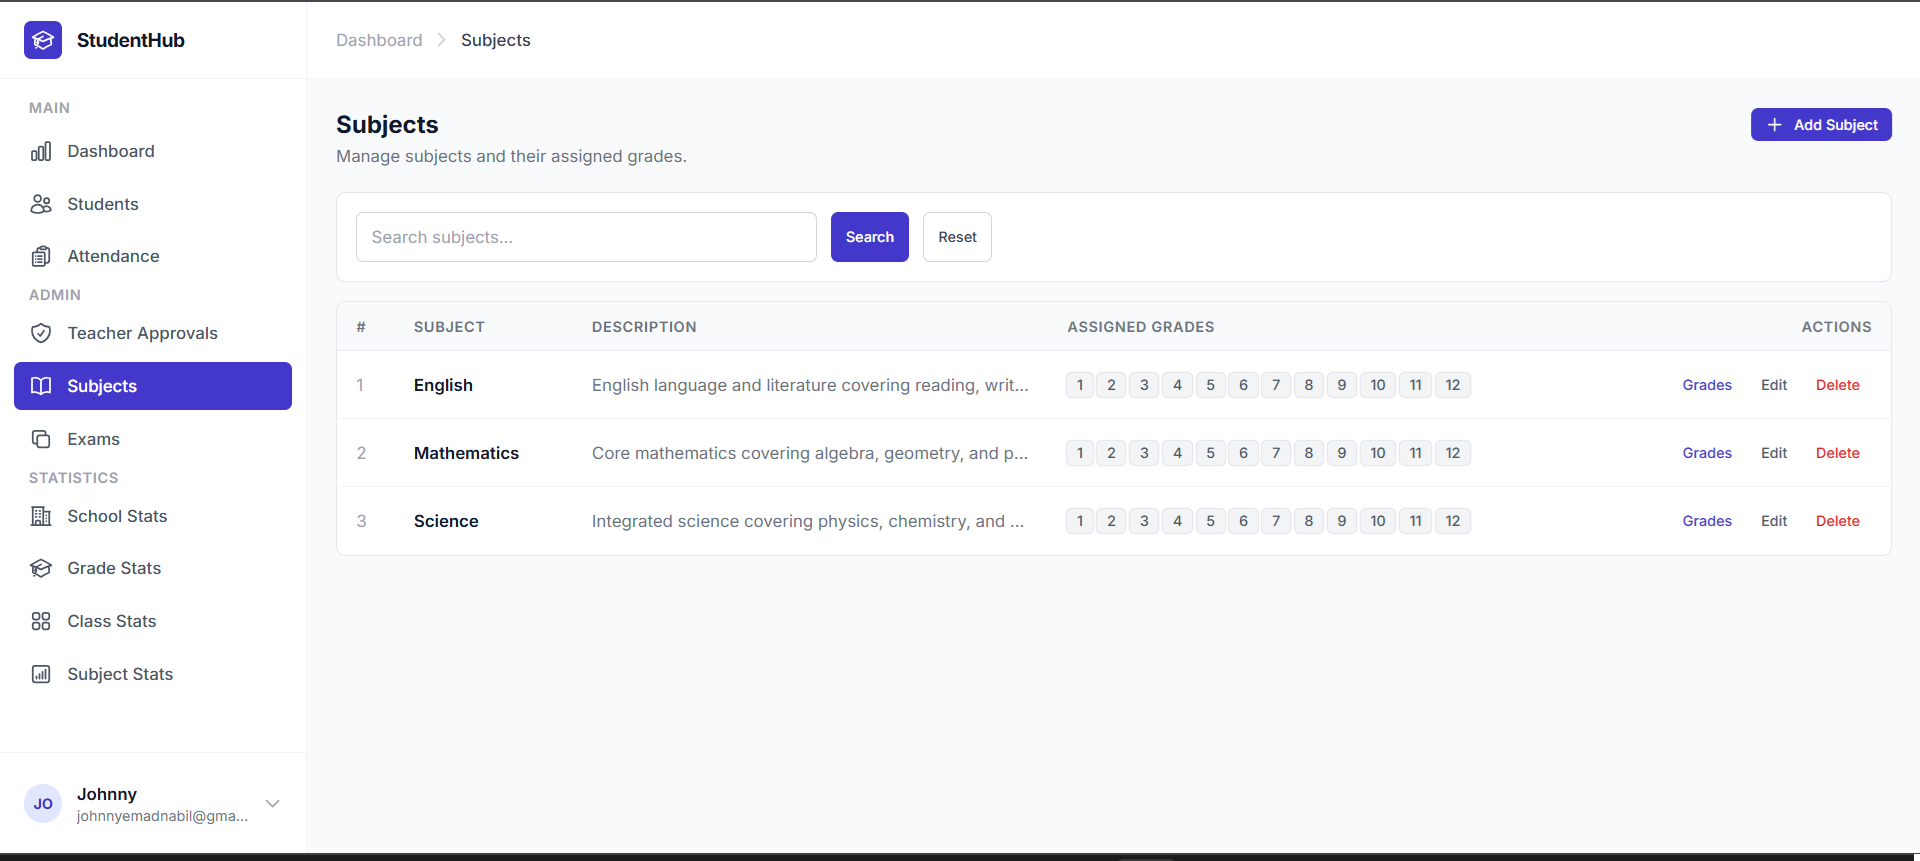 StudentHub
Dashboard > Subjects
MAIN
Dashboard
Students
Attendance
ADMIN
Teacher Approvals
Subjects
Exams
STATISTICS
School Stats
Grade Stats
Class Stats
Subject Stats
JO
Johnny
johnnyemadnabil@gma...
Subjects
+ Add Subject
Manage subjects and their assigned grades.
Search subjects... Search Reset
# SUBJECT DESCRIPTION ASSIGNED GRADES ACTIONS
1 English English language and literature covering reading, writ... 1 2 3 4 5 6 7 8 9 10 11 12 Grades Edit Delete
2 Mathematics Core mathematics covering algebra, geometry, and p... 1 2 3 4 5 6 7 8 9 10 11 12 Grades Edit Delete
3 Science Integrated science covering physics, chemistry, and ... 1 2 3 4 5 6 7 8 9 10 11 12 Grades Edit Delete